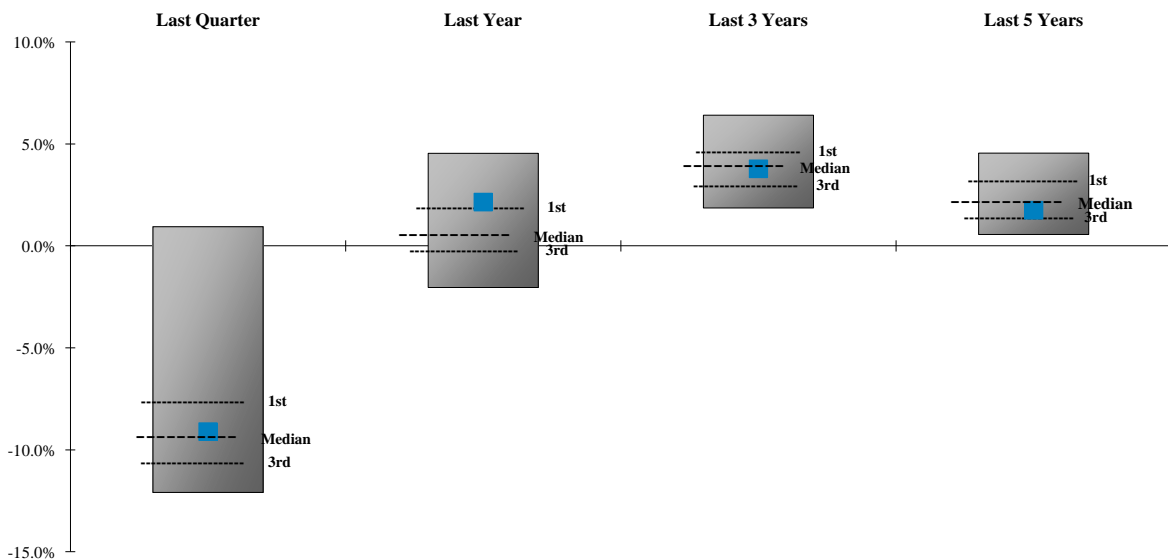 Last Quarter Last Year Last 3 Years Last 5 Years
10.0%
5.0%
1st
Median
3rd
1st
Median
3rd
1st
Median
3rd
0.0%
-5.0%
1st
Median
3rd
-10.0%
-15.0%